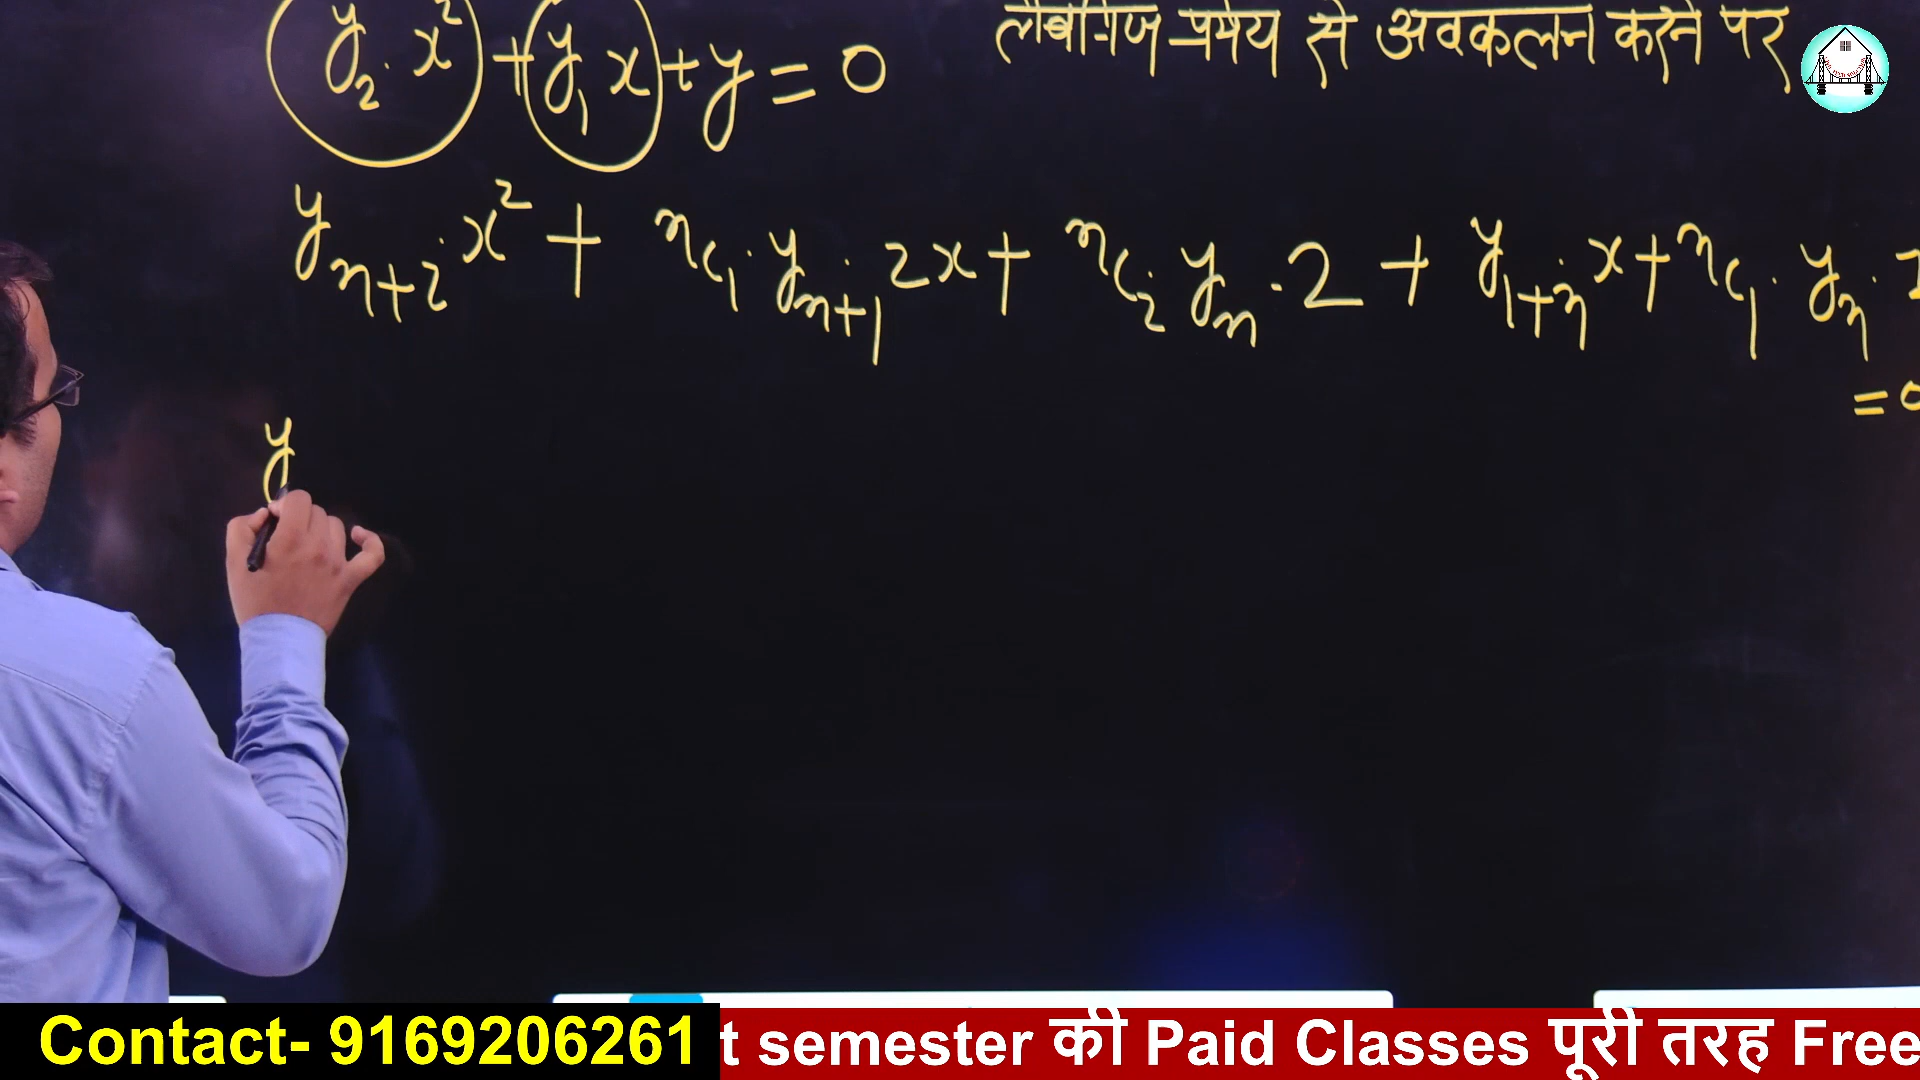 y₂.x² + y₁x + y = 0
लैबनिज प्रमेय से अवकलन करने पर
yₙ₊₂.x² + ⁿc₁.yₙ₊₁.2x + ⁿc₂.yₙ.2 + y₁₊ₙ.x + ⁿc₁.yₙ.1
= 0
y
Contact- 9169206261
t semester की Paid Classes पूरी तरह Free